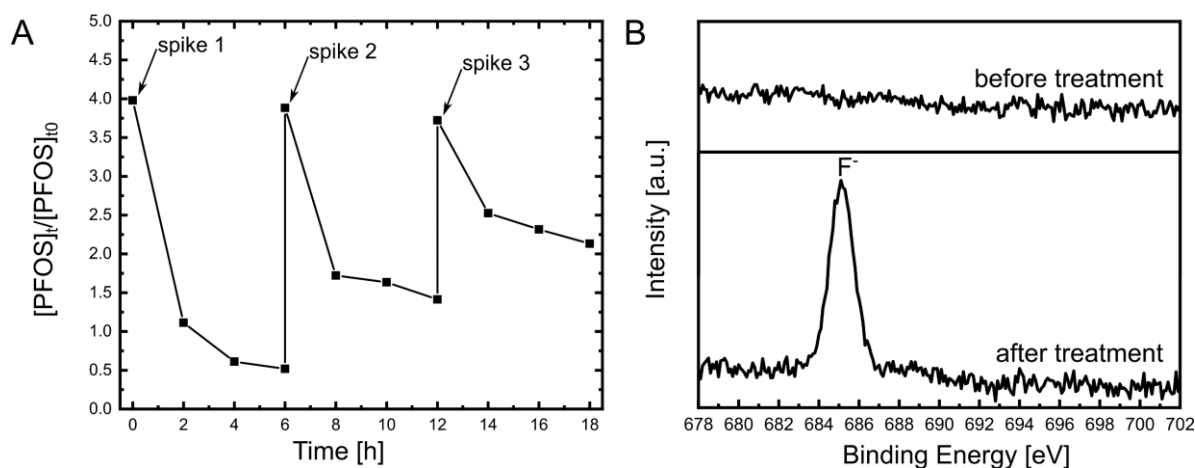 A
spike 1
spike 2
spike 3
[PFOS]t/[PFOS]t0
5.0
4.5
4.0
3.5
3.0
2.5
2.0
1.5
1.0
0.5
0.0
0 2 4 6 8 10 12 14 16 18
Time [h]
B
before treatment
F-
after treatment
Intensity [a.u.]
678 680 682 684 686 688 690 692 694 696 698 700 702
Binding Energy [eV]